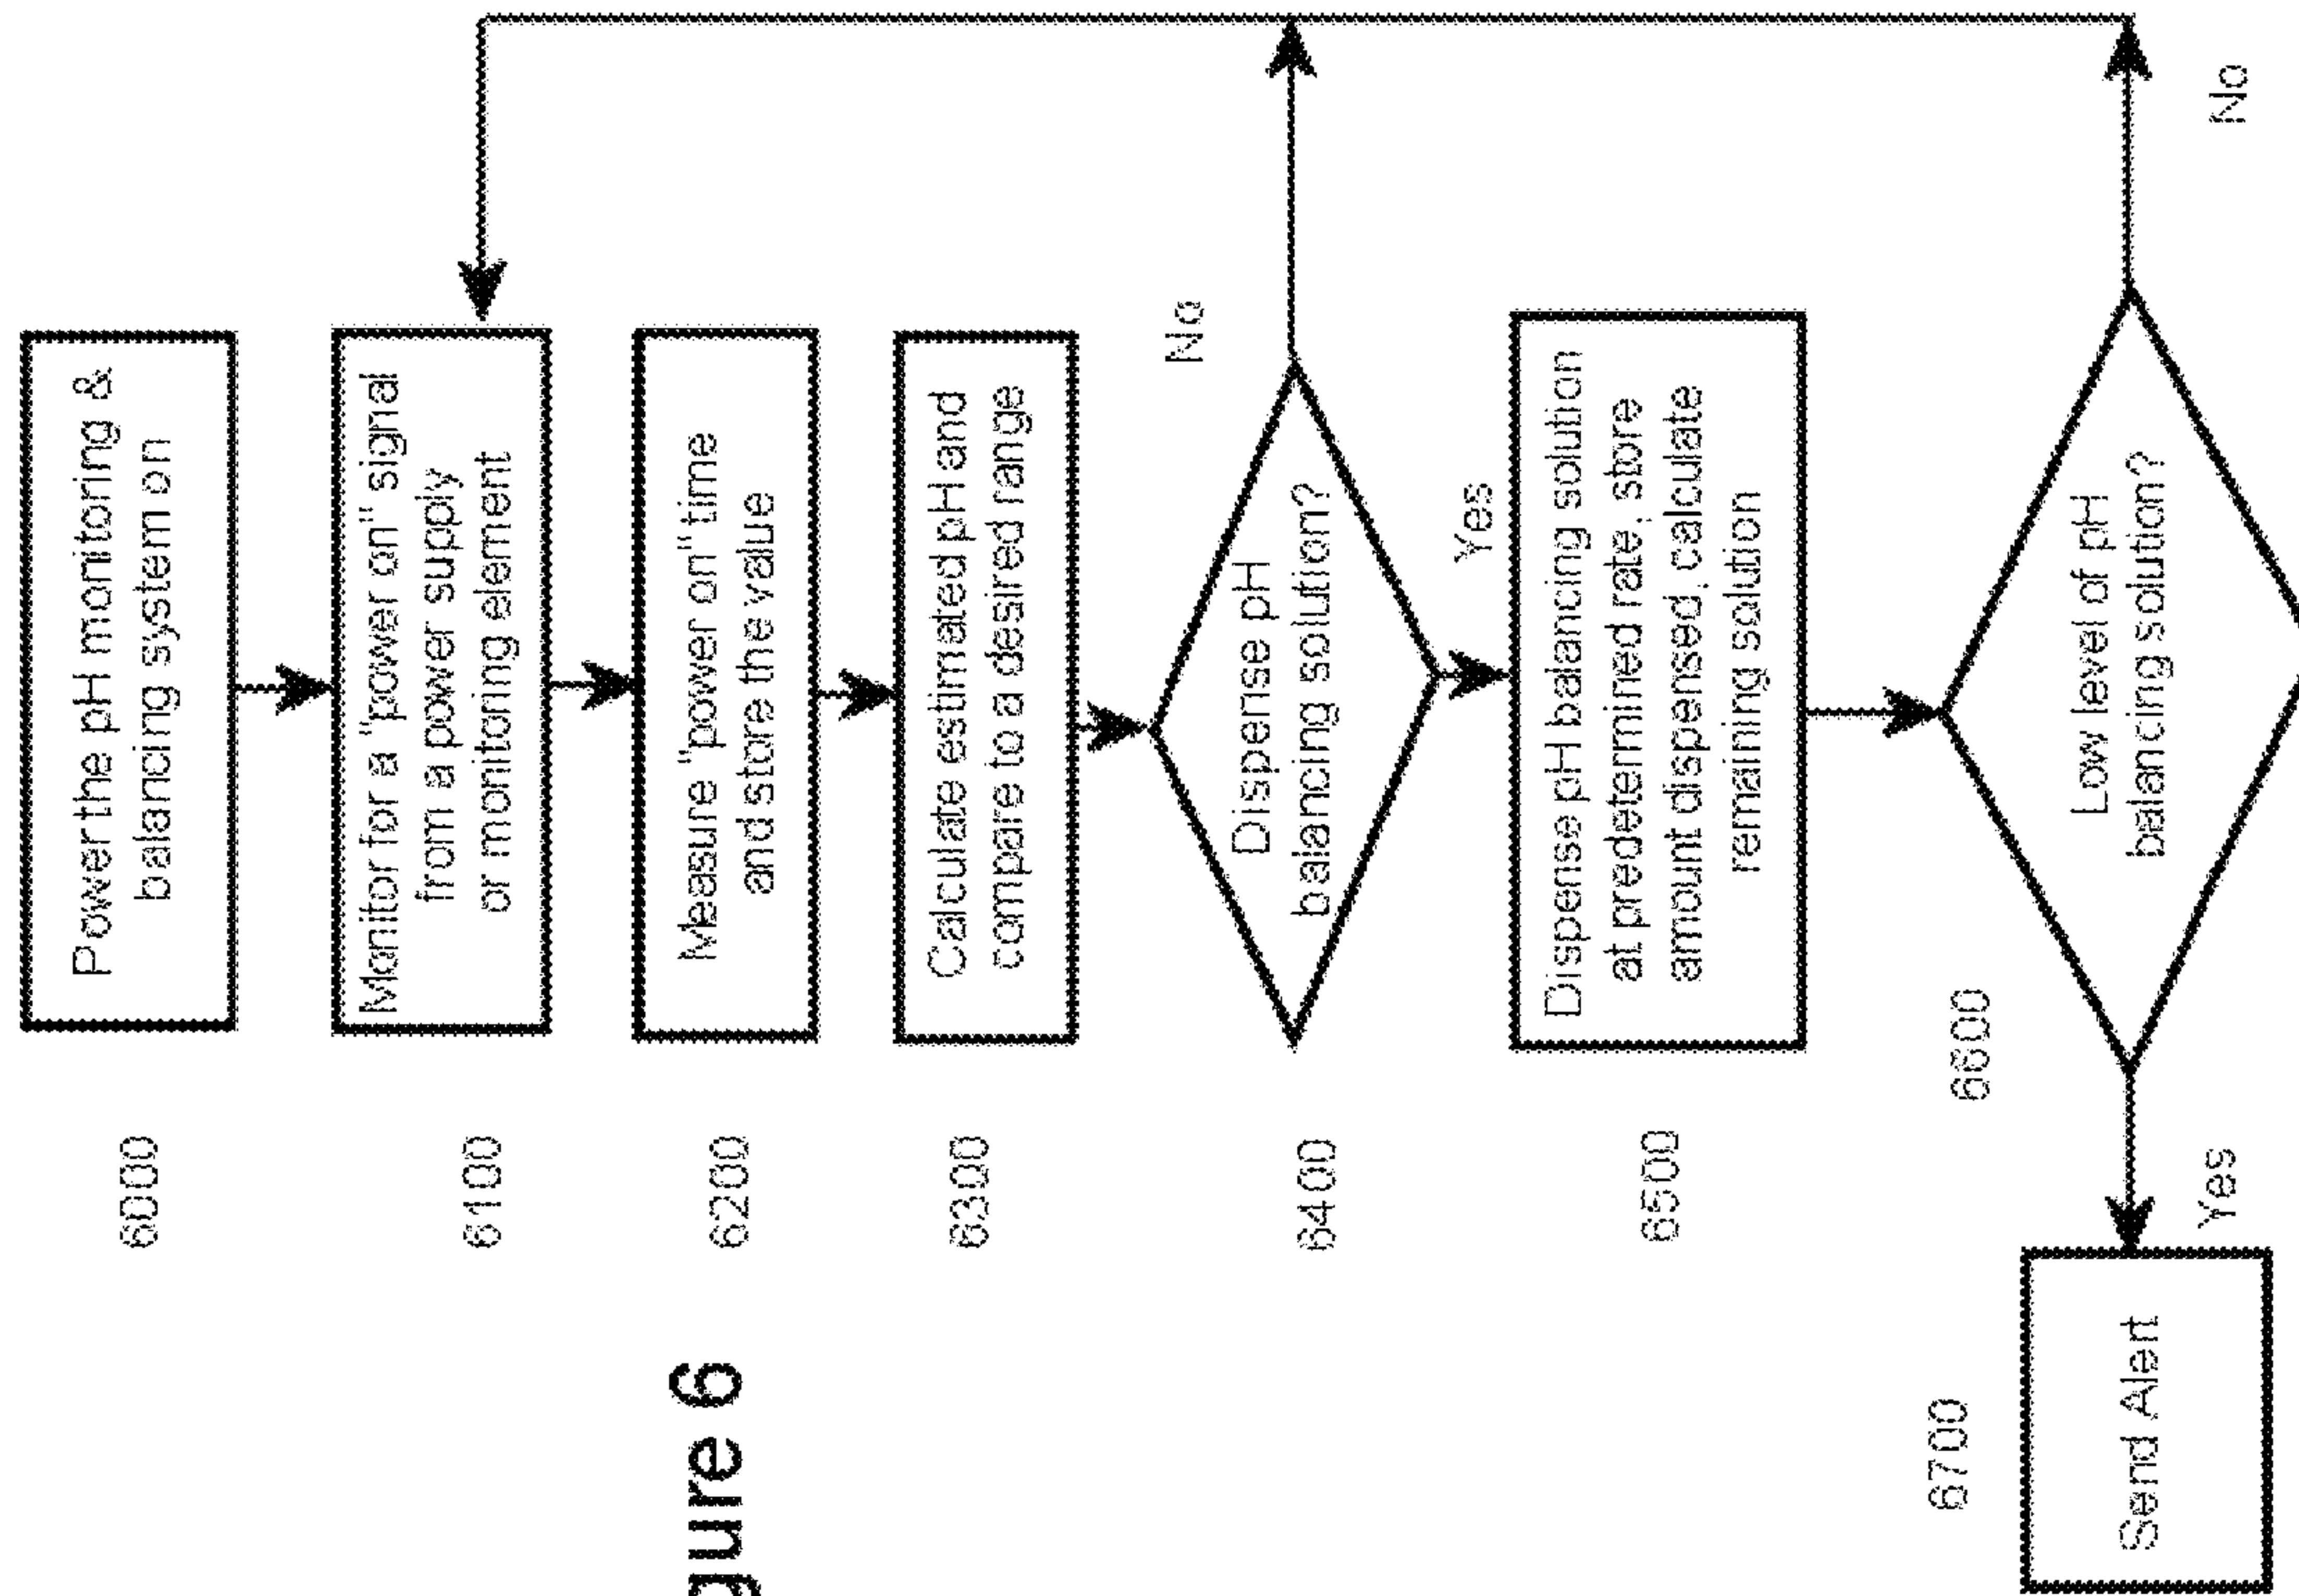 6000
Power the pH monitoring &
balancing system on
6100
Monitor for a "power on" signal
from a power supply
or monitoring element
6200
Measure "power on" time
and store the value
6300
Calculate estimated pH and
compare to a desired range
6400
Dispense pH
balancing solution?
No
Yes
6500
Dispense pH balancing solution
at predetermined rate, store
amount dispensed, calculate
remaining solution
6600
Low level of pH
balancing solution?
No
Yes
6700
Send Alert
gure 6